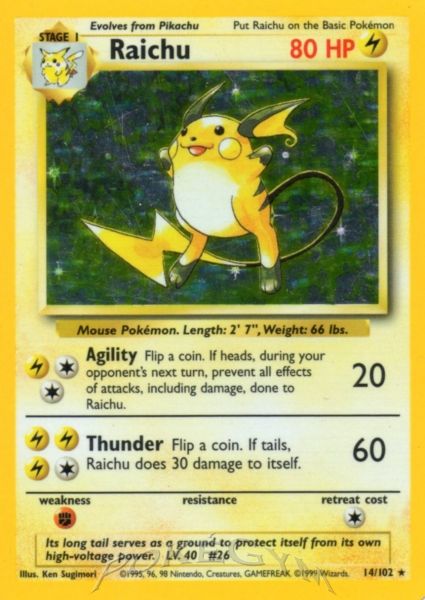 Evolves from Pikachu
Put Raichu on the Basic Pokémon
STAGE 1
Raichu
80 HP
Mouse Pokémon. Length: 2' 7", Weight: 66 lbs.
Agility Flip a coin. If heads, during your
opponent's next turn, prevent all effects
of attacks, including damage, done to
Raichu.
20
Thunder Flip a coin. If tails,
Raichu does 30 damage to itself.
60
weakness
resistance
retreat cost
Its long tail serves as a ground to protect itself from its own
high-voltage power. LV. 40 #26
POKÉGYM
Illus. Ken Sugimori
©1995, 96, 98 Nintendo, Creatures, GAMEFREAK. ©1999 Wizards.
14/102 ★